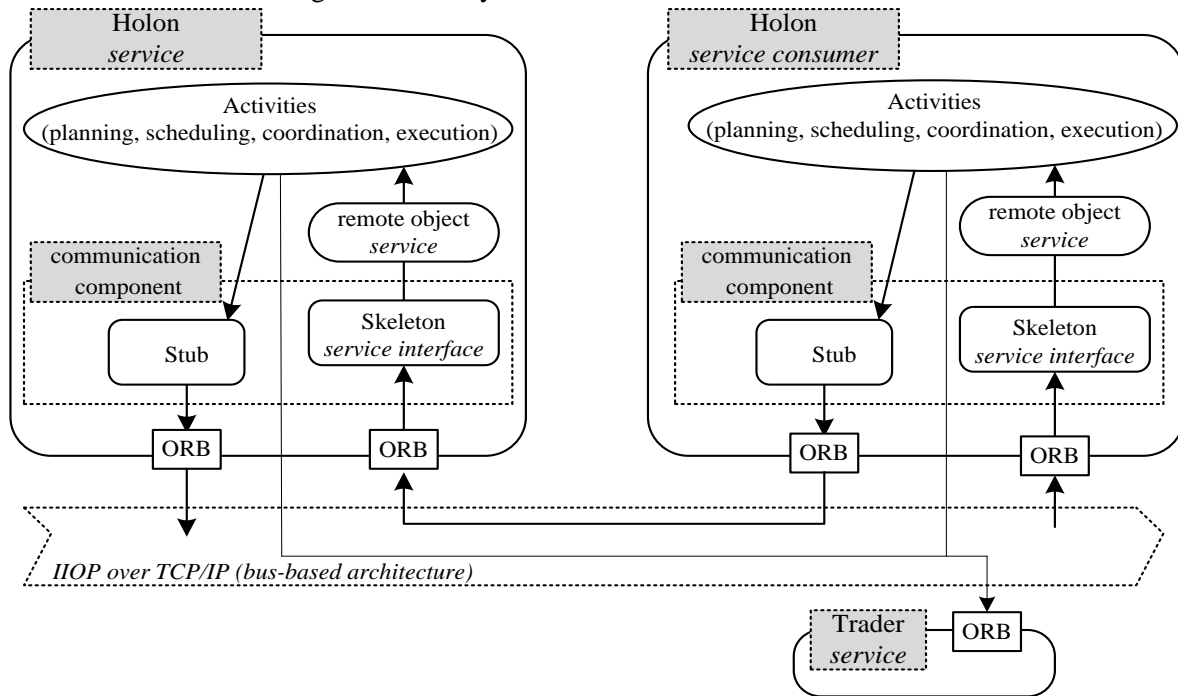 Holon
service
Activities
(planning, scheduling, coordination, execution)
remote object
service
communication
component
Skeleton
service interface
Stub
ORB
ORB
Holon
service consumer
Activities
(planning, scheduling, coordination, execution)
remote object
service
communication
component
Skeleton
service interface
Stub
ORB
ORB
IIOP over TCP/IP (bus-based architecture)
Trader
service
ORB